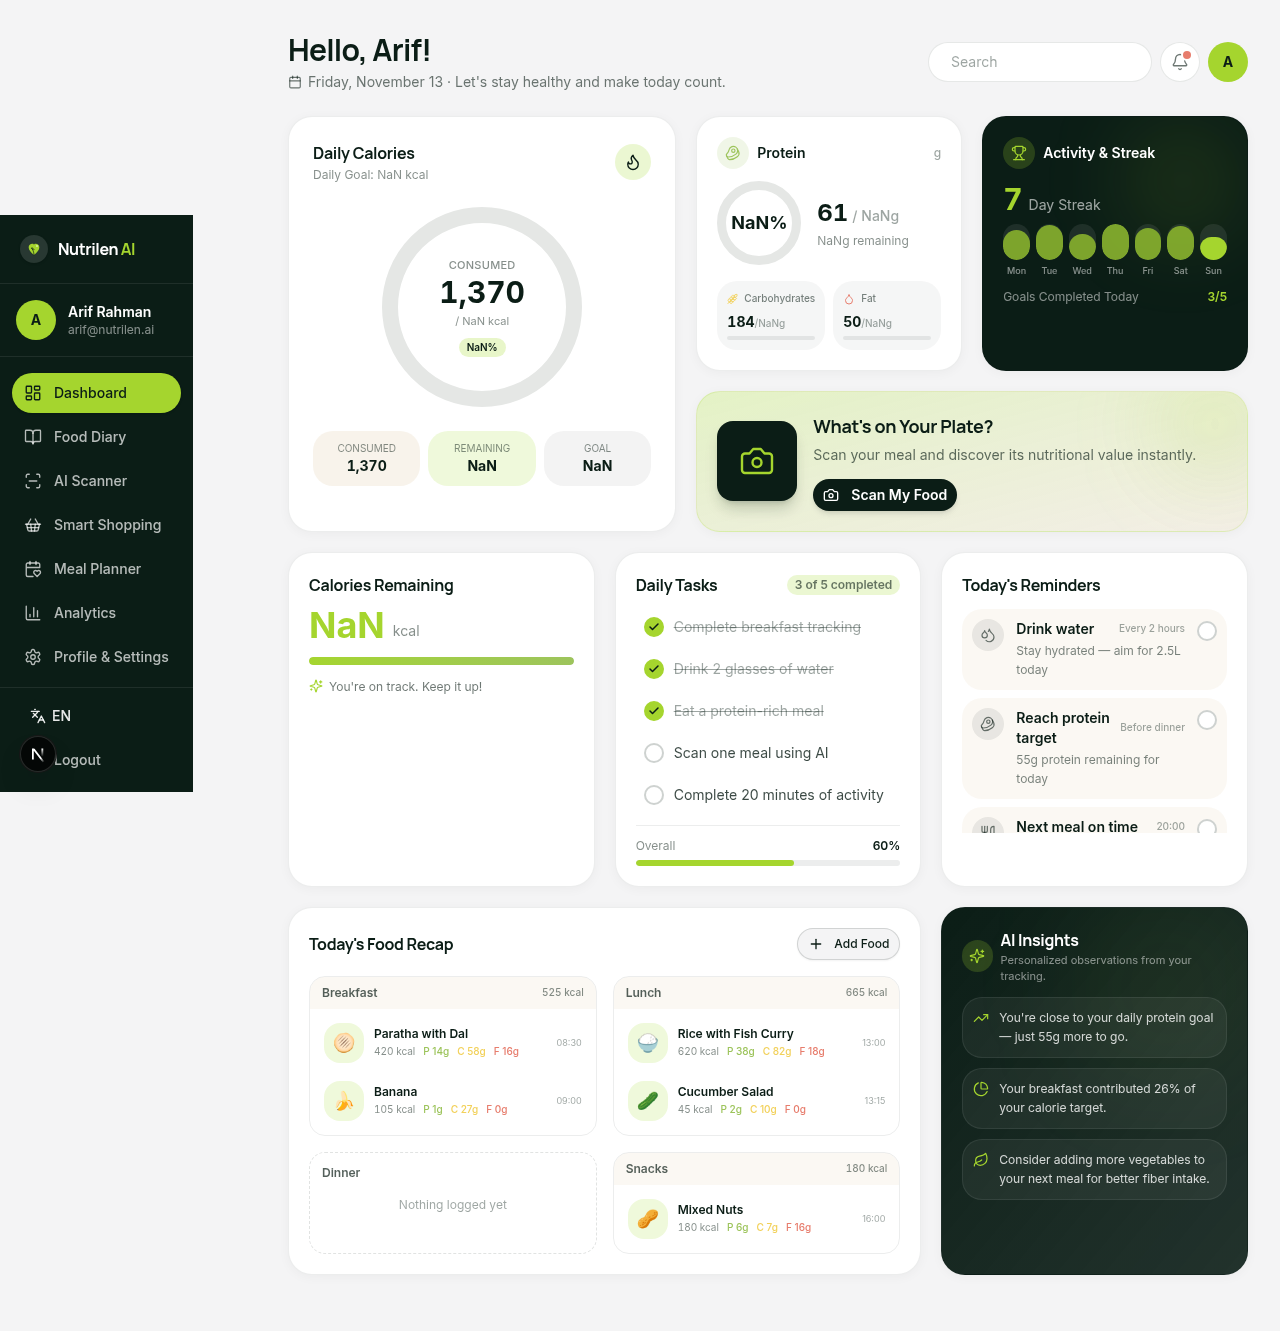 Nutrilen AI
A
Arif Rahman
arif@nutrilen.ai
Dashboard
Food Diary
AI Scanner
Smart Shopping
Meal Planner
Analytics
Profile & Settings
EN
N
Logout
Hello, Arif!
Friday, November 13 · Let's stay healthy and make today count.
Search
A
Daily Calories
Daily Goal: NaN kcal
CONSUMED
1,370
/ NaN kcal
NaN%
CONSUMED
1,370
REMAINING
NaN
GOAL
NaN
Protein
g
NaN%
61 / NaNg
NaNg remaining
Carbohydrates
184/NaNg
Fat
50/NaNg
Activity & Streak
7 Day Streak
Mon Tue Wed Thu Fri Sat Sun
Goals Completed Today 3/5
What's on Your Plate?
Scan your meal and discover its nutritional value instantly.
Scan My Food
Calories Remaining
NaN kcal
You're on track. Keep it up!
Daily Tasks
3 of 5 completed
Complete breakfast tracking
Drink 2 glasses of water
Eat a protein-rich meal
Scan one meal using AI
Complete 20 minutes of activity
Overall 60%
Today's Reminders
Drink water
Every 2 hours
Stay hydrated — aim for 2.5L
today
Reach protein
target
Before dinner
55g protein remaining for
today
Next meal on time
20:00
Today's Food Recap
Add Food
Breakfast 525 kcal
Paratha with Dal
420 kcal P 14g C 58g F 16g
08:30
Banana
105 kcal P 1g C 27g F 0g
09:00
Lunch 665 kcal
Rice with Fish Curry
620 kcal P 38g C 82g F 18g
13:00
Cucumber Salad
45 kcal P 2g C 10g F 0g
13:15
Dinner
Nothing logged yet
Snacks 180 kcal
Mixed Nuts
180 kcal P 6g C 7g F 16g
16:00
AI Insights
Personalized observations from your
tracking.
You're close to your daily protein goal
— just 55g more to go.
Your breakfast contributed 26% of
your calorie target.
Consider adding more vegetables to
your next meal for better fiber intake.